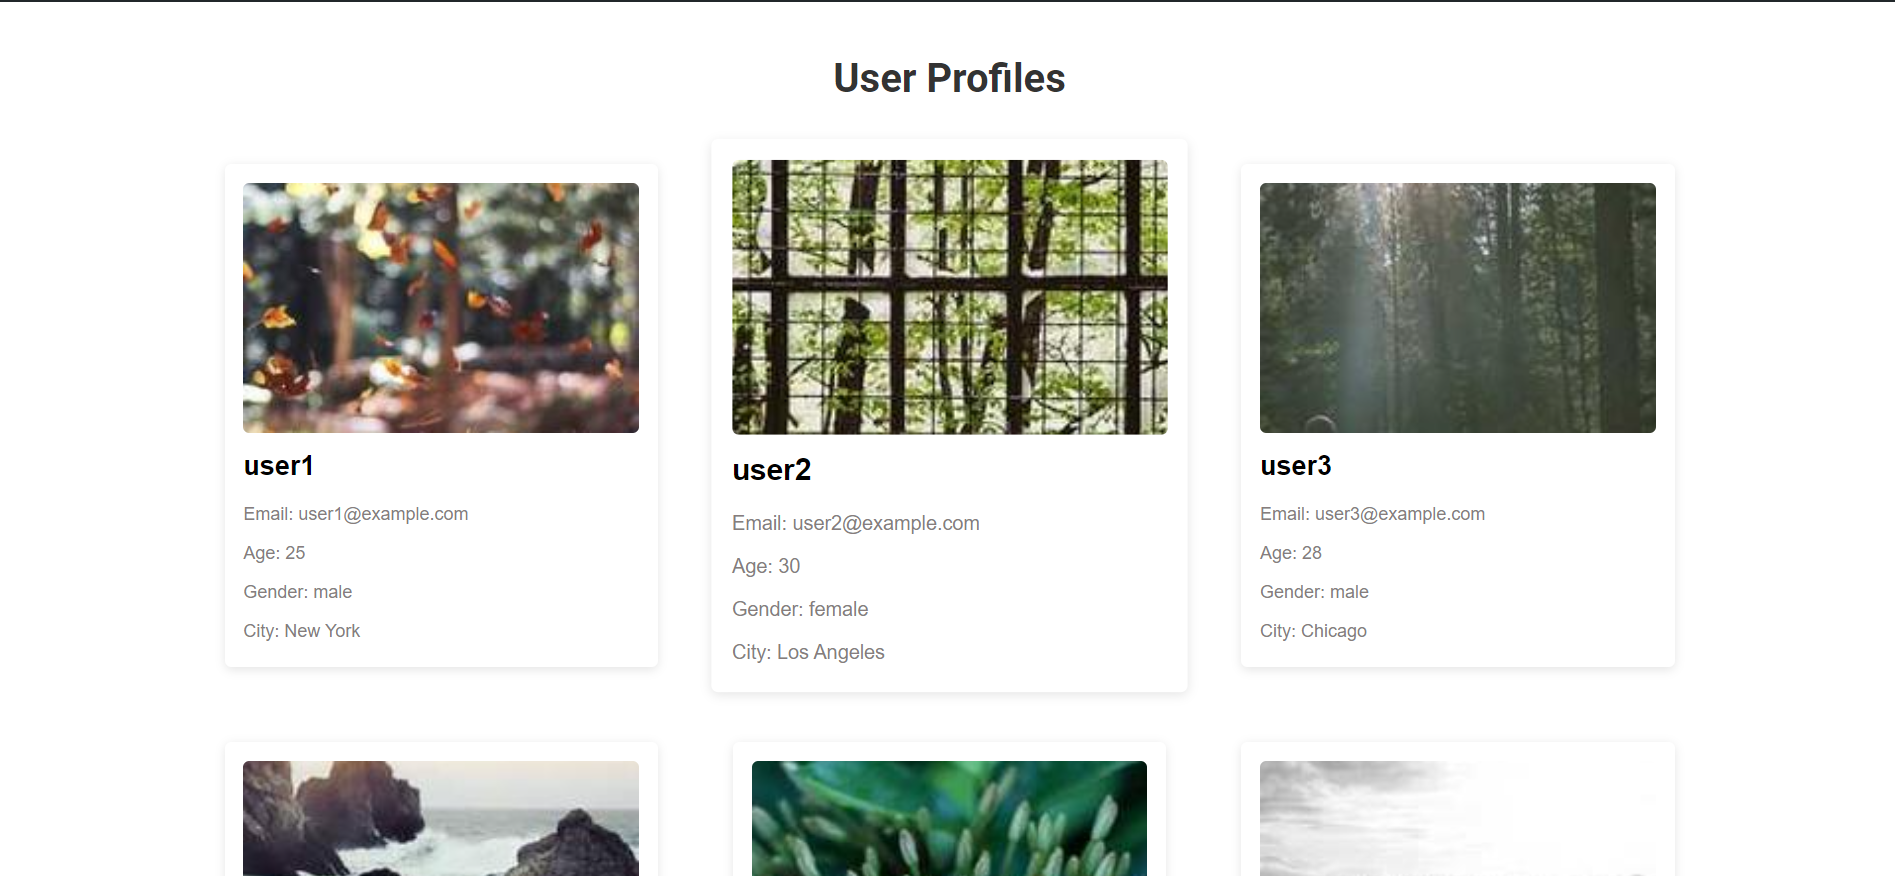 User Profiles
user1
Email: user1@example.com
Age: 25
Gender: male
City: New York
user2
Email: user2@example.com
Age: 30
Gender: female
City: Los Angeles
user3
Email: user3@example.com
Age: 28
Gender: male
City: Chicago